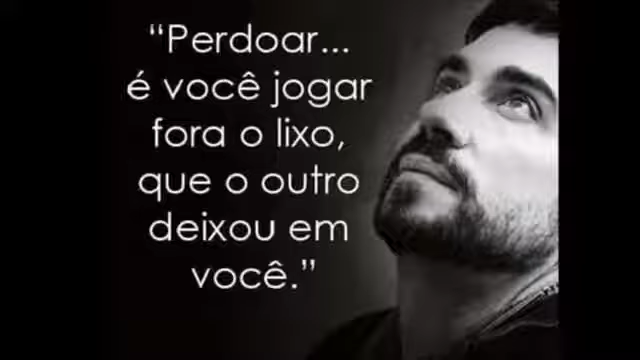 “Perdoar...
é você jogar
fora o lixo,
que o outro
deixou em
você.”